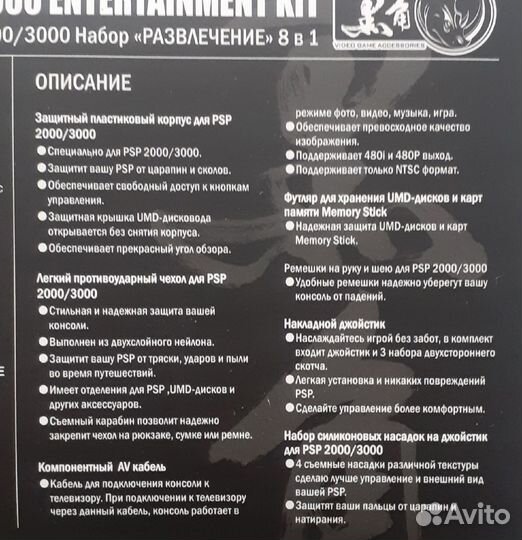 ENTERTAINMENT KIT
00/3000 Набор «РАЗВЛЕЧЕНИЕ» 8 в 1
黑角
VIDEO GAME ACCESSORIES
ОПИСАНИЕ
Защитный пластиковый корпус для PSP
2000/3000
● Специально для PSP 2000/3000.
● Защитит вашу PSP от царапин и сколов.
● Обеспечивает свободный доступ к кнопкам
управления.
● Защитная крышка UMD-дисковода
открывается без снятия корпуса.
● Обеспечивает прекрасный угол обзора.
Легкий противоударный чехол для PSP
2000/3000
● Стильная и надежная защита вашей
консоли.
● Выполнен из двухслойного нейлона.
● Защитит вашу PSP от тряски, ударов и пыли
во время путешествий.
● Имеет отделения для PSP ,UMD-дисков и
других аксессуаров.
● Съемный карабин позволит надежно
закрепит чехол на рюкзаке, сумке или ремне.
Компонентный AV кабель
● Кабель для подключения консоли к
телевизору. При подключении к телевизору
через данный кабель, консоль работает в
режиме фото, видео, музыка, игра.
● Обеспечивает превосходное качество
изображения.
● Поддерживает 480i и 480P выход.
● Поддерживает только NTSC формат.
Футляр для хранения UMD-дисков и карт
памяти Memory Stick
● Надежная защита UMD-дисков и карт
Memory Stick.
Ремешки на руку и шею для PSP 2000/3000
● Удобные ремешки надежно уберегут вашу
консоль от падений.
Накладной джойстик
● Наслаждайтесь игрой без забот, в комплект
входит джойстик и 3 набора двухстороннего
скотча.
● Легкая установка и никаких повреждений
PSP.
● Сделайте управление более комфортным.
Набор силиконовых насадок на джойстик
для PSP 2000/3000
● 4 съемные насадки различной текстуры
сделаю лучше управление и внешний вид
вашей PSP.
● Защитят ваши пальцы от царапин и
натирания.
Avito